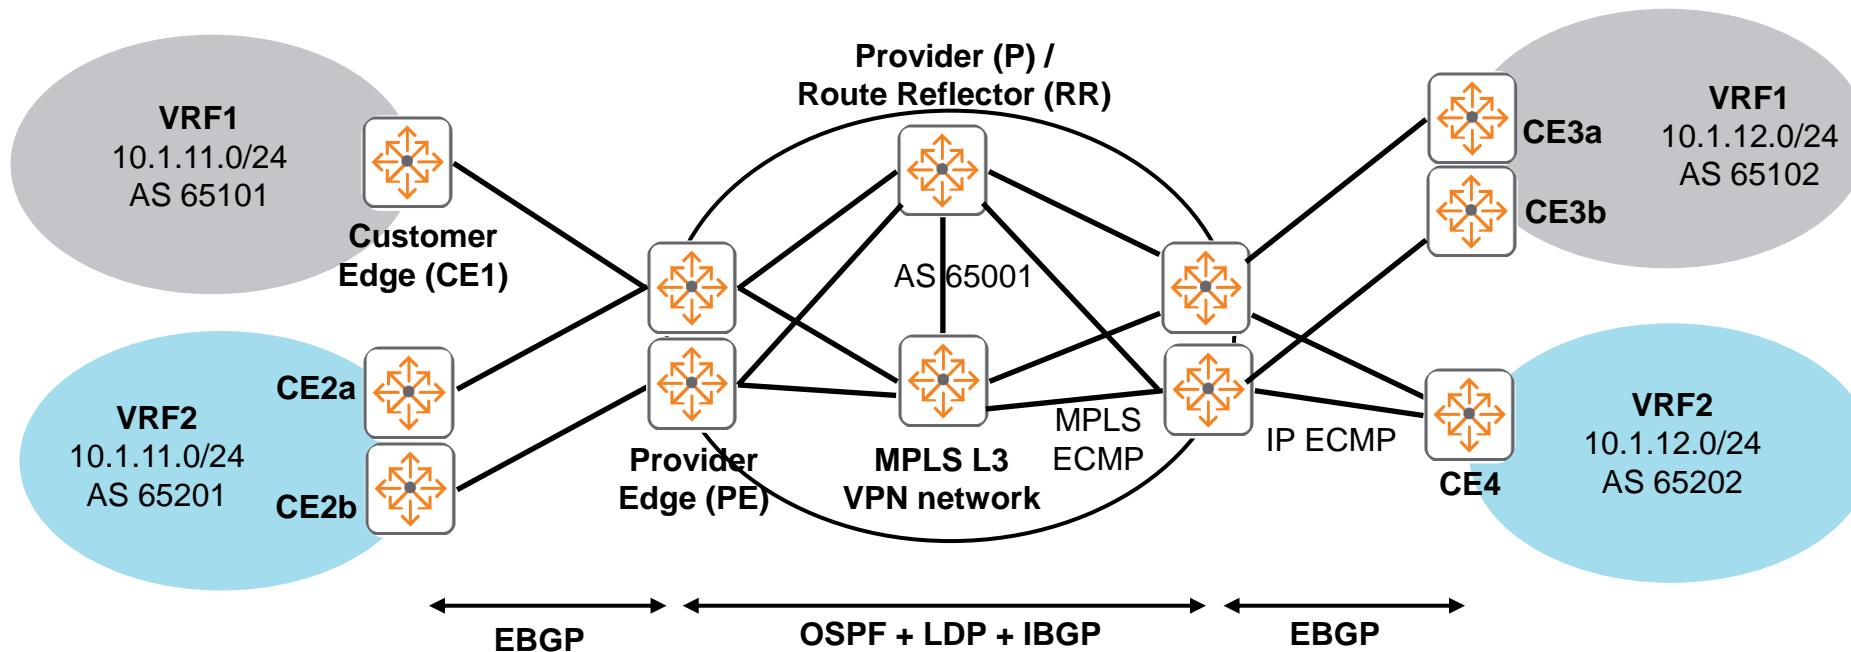 Provider (P) /
Route Reflector (RR)
VRF1
10.1.11.0/24
AS 65101
Customer
Edge (CE1)
VRF1
10.1.12.0/24
AS 65102
CE3a
CE3b
AS 65001
CE2a
VRF2
10.1.11.0/24
AS 65201
CE2b
Provider
Edge (PE)
MPLS L3
VPN network
MPLS
ECMP
IP ECMP
CE4
VRF2
10.1.12.0/24
AS 65202
EBGP
OSPF + LDP + IBGP
EBGP